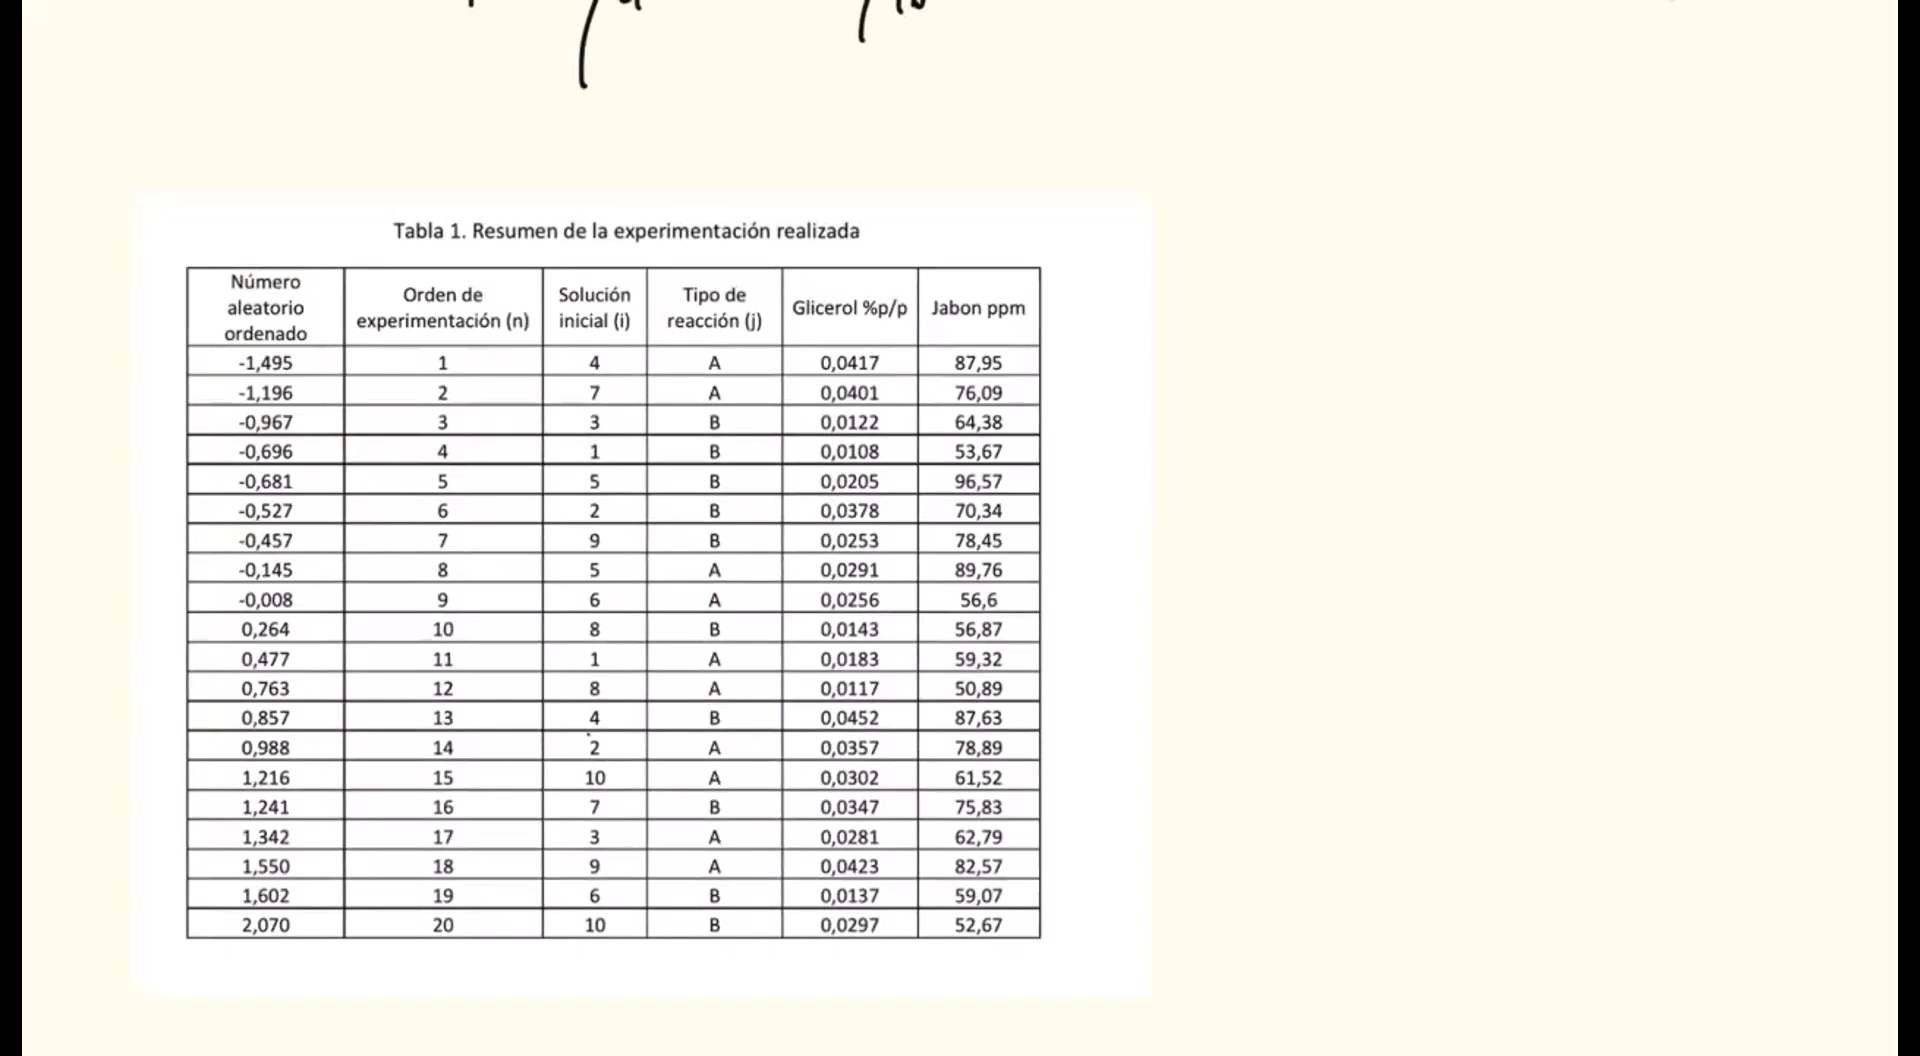 Tabla 1. Resumen de la experimentación realizada
Número aleatorio ordenado Orden de experimentación (n) Solución inicial (i) Tipo de reacción (j) Glicerol %p/p Jabon ppm
-1,495 1 4 A 0,0417 87,95
-1,196 2 7 A 0,0401 76,09
-0,967 3 3 B 0,0122 64,38
-0,696 4 1 B 0,0108 53,67
-0,681 5 5 B 0,0205 96,57
-0,527 6 2 B 0,0378 70,34
-0,457 7 9 B 0,0253 78,45
-0,145 8 5 A 0,0291 89,76
-0,008 9 6 A 0,0256 56,6
0,264 10 8 B 0,0143 56,87
0,477 11 1 A 0,0183 59,32
0,763 12 8 A 0,0117 50,89
0,857 13 4 B 0,0452 87,63
0,988 14 2 A 0,0357 78,89
1,216 15 10 A 0,0302 61,52
1,241 16 7 B 0,0347 75,83
1,342 17 3 A 0,0281 62,79
1,550 18 9 A 0,0423 82,57
1,602 19 6 B 0,0137 59,07
2,070 20 10 B 0,0297 52,67